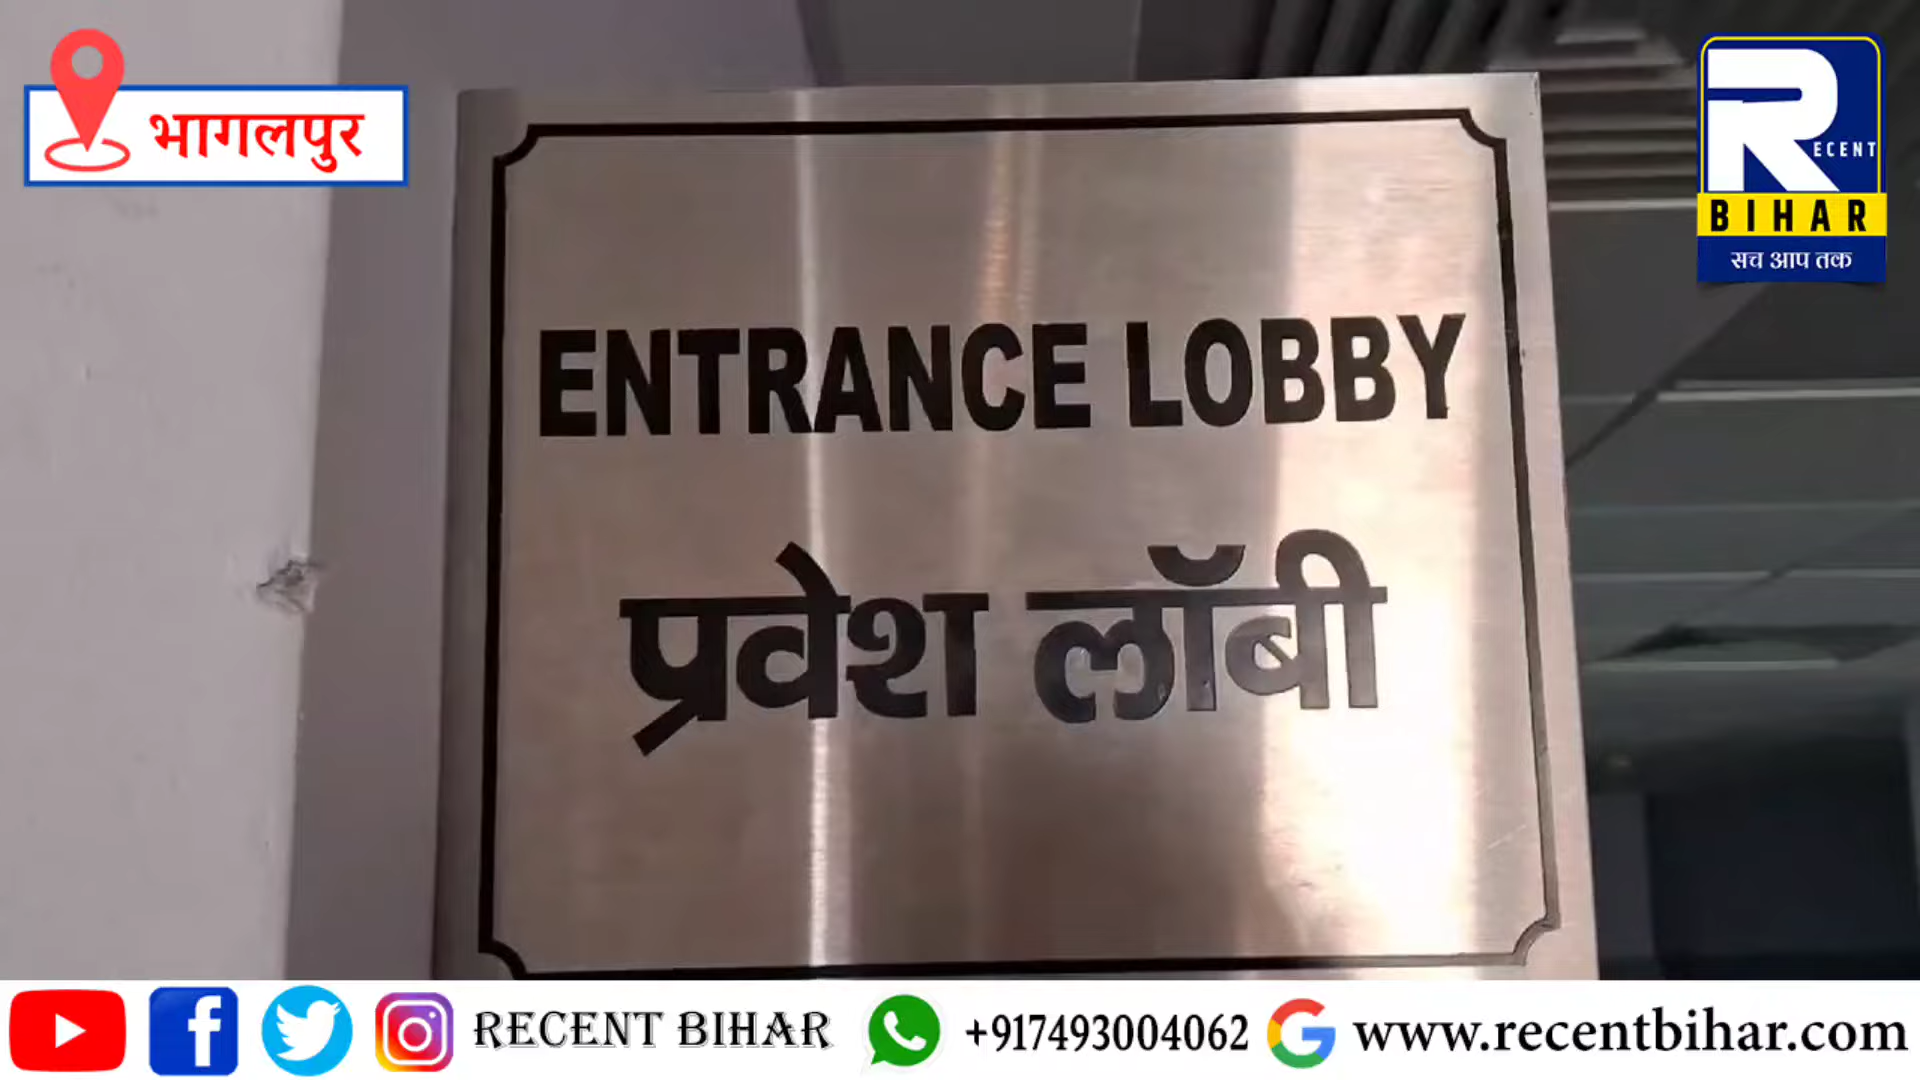 भागलपुर
RECENT
BIHAR
सच आप तक
ENTRANCE LOBBY
प्रवेश लॉबी
RECENT BIHAR +917493004062 www.recentbihar.com